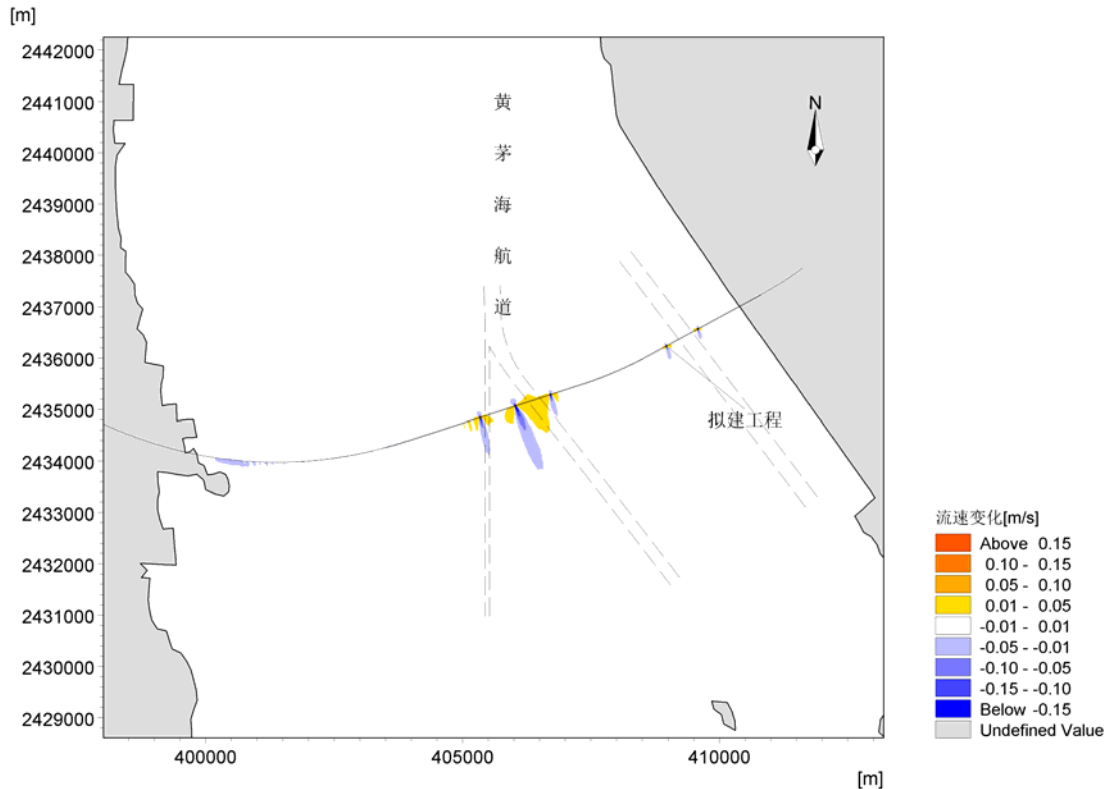 [m]
2442000
2441000
2440000
2439000
2438000
2437000
2436000
2435000
2434000
2433000
2432000
2431000
2430000
2429000
黄
茅
海
航
道
N
拟建工程
400000
405000
410000
[m]
流速变化[m/s]
Above 0.15
0.10 - 0.15
0.05 - 0.10
0.01 - 0.05
-0.01 - 0.01
-0.05 - -0.01
-0.10 - -0.05
-0.15 - -0.10
Below -0.15
Undefined Value